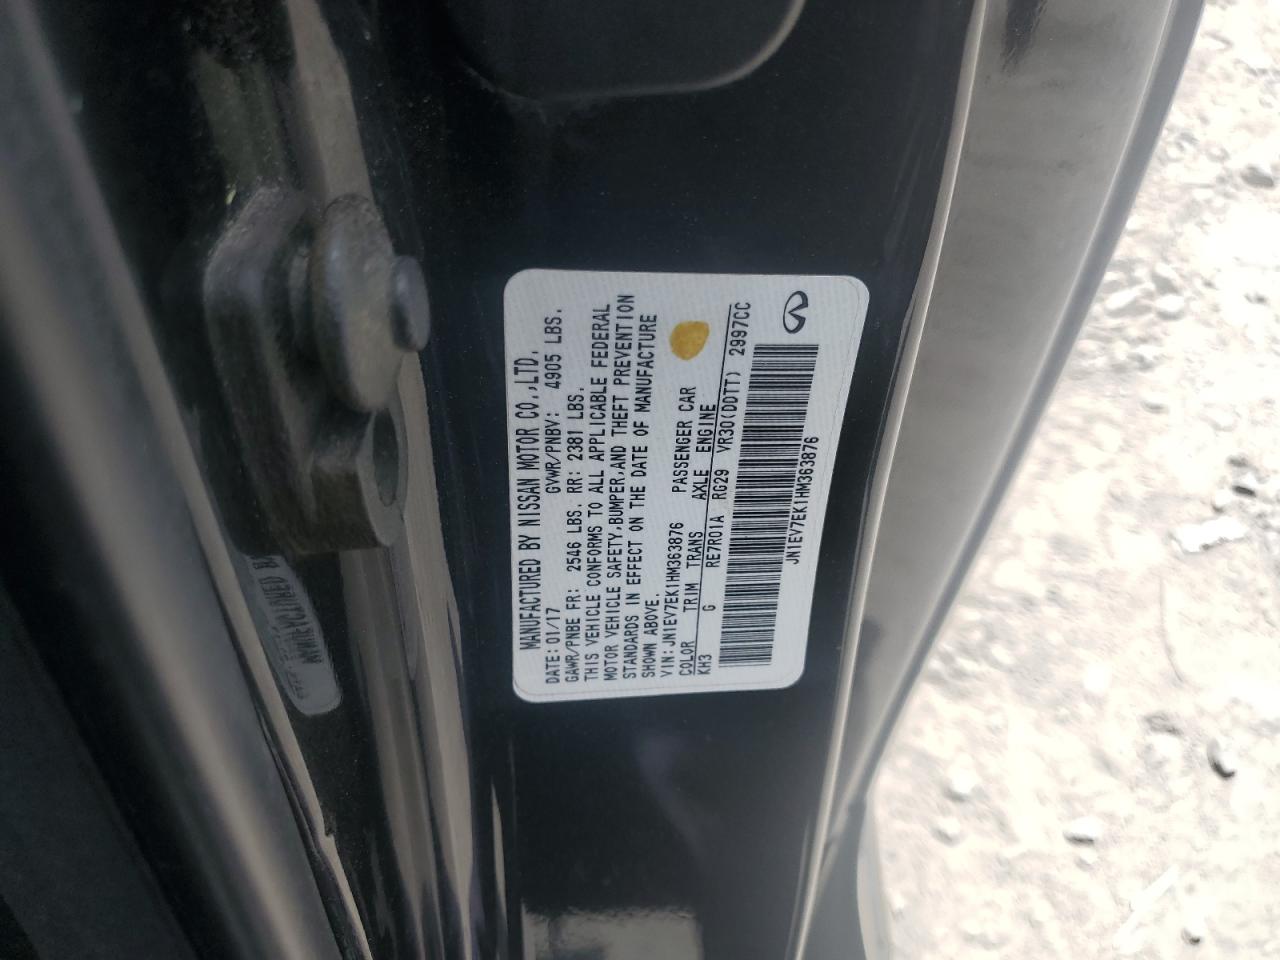 MANUFACTURED BY NISSAN MOTOR CO.,LTD.
DATE: 01/17 GVWR/PNBV: 4905 LBS.
GAWR/PNBE FR: 2546 LBS. RR: 2381 LBS.
THIS VEHICLE CONFORMS TO ALL APPLICABLE FEDERAL
MOTOR VEHICLE SAFETY,BUMPER,AND THEFT PREVENTION
STANDARDS IN EFFECT ON THE DATE OF MANUFACTURE
SHOWN ABOVE.
VIN: JN1EV7EK1HM363876 PASSENGER CAR
COLOR TRIM TRANS AXLE ENGINE
KH3 G RE7R01A RG29 VR30(DDTT) 2997CC
JN1EV7EK1HM363876